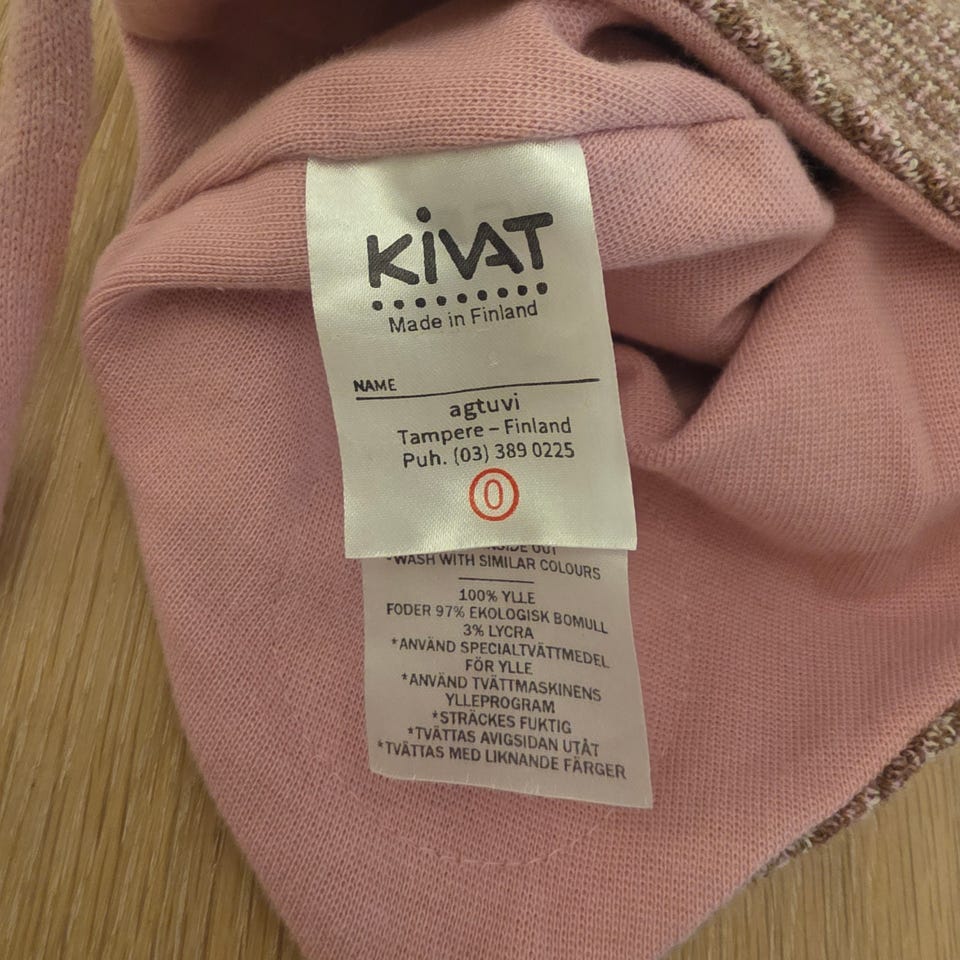 KiVAT
Made in Finland
NAME
agtuvi
Tampere – Finland
Puh. (03) 389 0225
0
INSIDE OUT
*WASH WITH SIMILAR COLOURS
100% YLLE
FODER 97% EKOLOGISK BOMULL
3% LYCRA
*ANVÄND SPECIALTVÄTTMEDEL
FÖR YLLE
*ANVÄND TVÄTTMASKINENS
YLLEPROGRAM
*STRÄCKES FUKTIG
*TVÄTTAS AVIGSIDAN UTÅT
*TVÄTTAS MED LIKNANDE FÄRGER